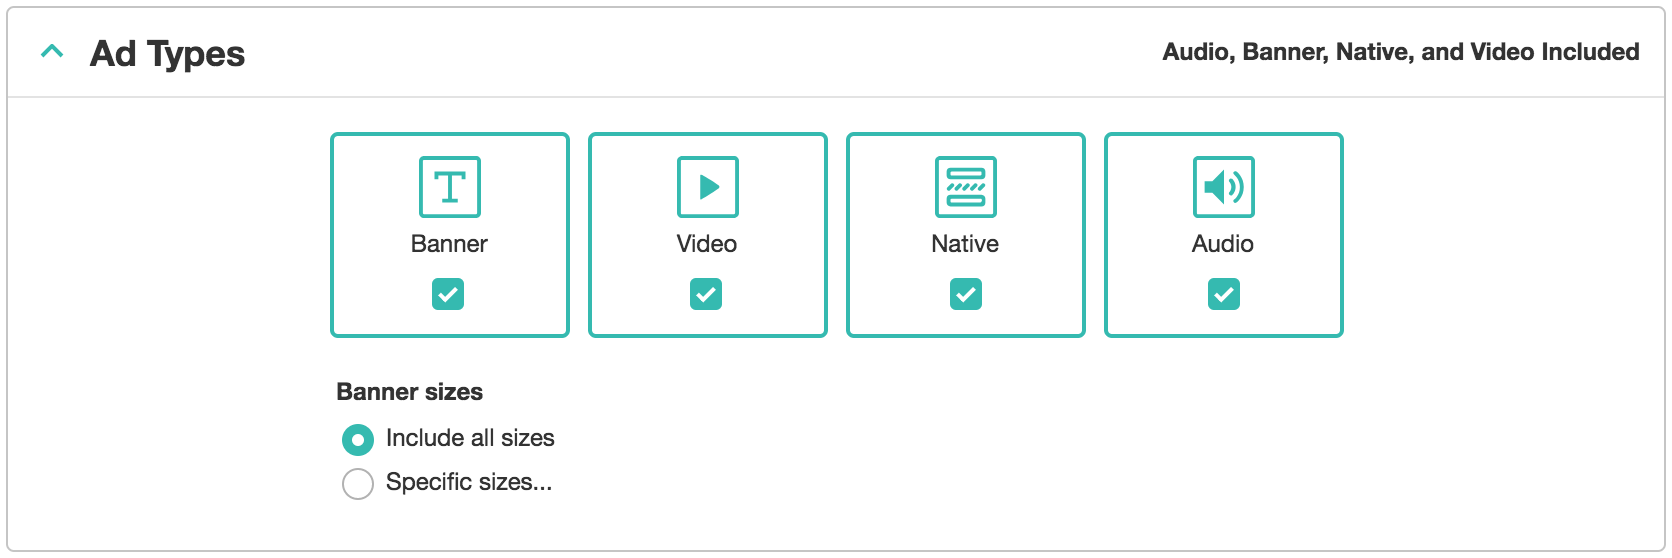 Ad Types
Audio, Banner, Native, and Video Included
Banner
Video
Native
Audio
Banner sizes
Include all sizes
Specific sizes...